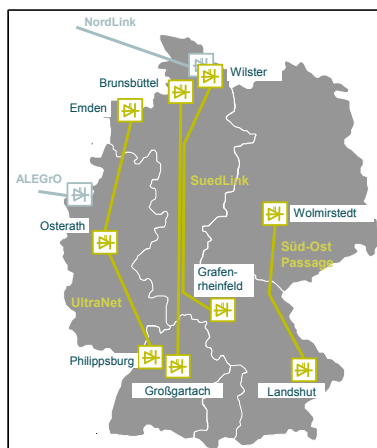 NordLink
Brunsbüttel
Wilster
Emden
ALEGrO
SuedLink
Wolmirstedt
Osterath
Süd-Ost
Passage
Grafen-
rheinfeld
UltraNet
Philippsburg
Großgartach
Landshut